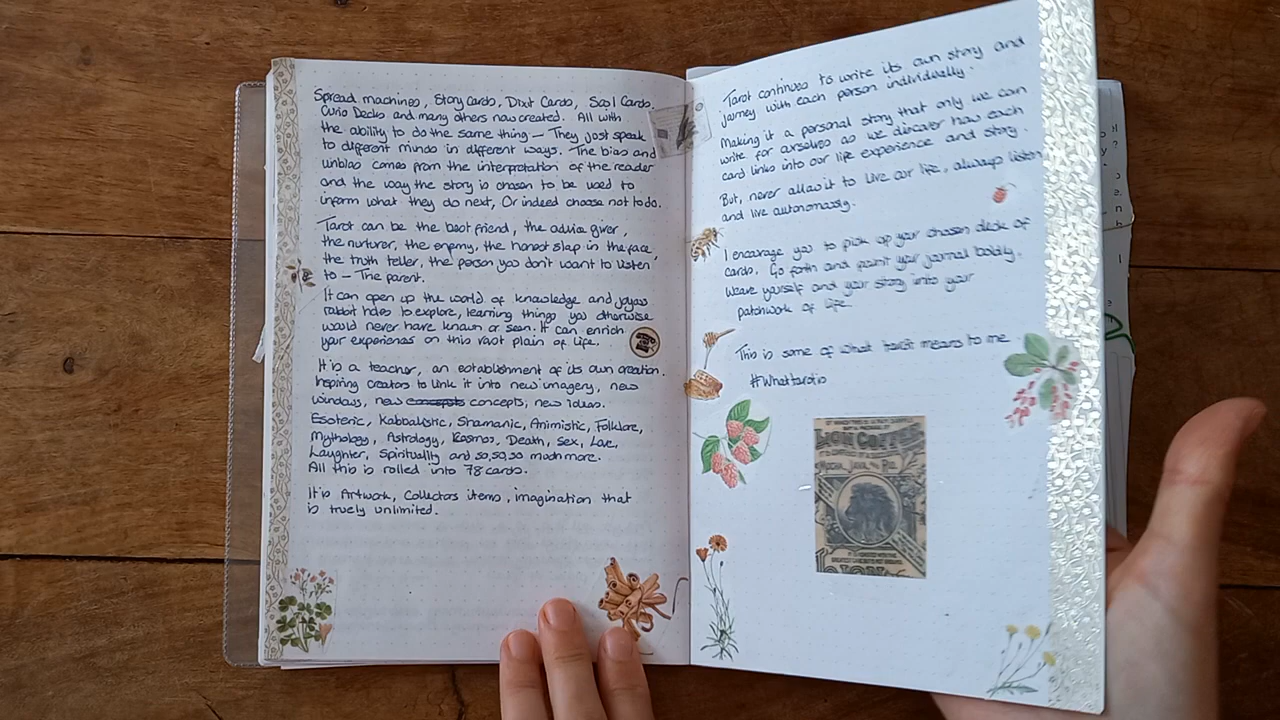 Spread machines, Story Cards, Dixit Cards, Soal Cards.
Curio Decks and many others now created. All with
the ability to do the same thing — They just speak
to different minds in different ways. The bias and
unbias comes from the interpretation of the reader
and the way the story is chosen to be used to
inform what they do next, Or indeed choose not to do.
Tarot can be the best friend, the advice giver,
the nurturer, the enemy, the honest slap in the face,
the truth teller, the person you don't want to listen
to — The parent.
It can open up the world of knowledge and joyous
rabbit holes to explore, learning things you otherwise
would never have known or seen. It can enrich
your experiences on this vast plain of life.
It is a teacher, an establishment of its own creation.
Inspiring creators to link it into new imagery, new
windows, new concepts concepts, new ideas.
Esoteric, Kabbalistic, Shamanic, Animistic, Folklore,
Mythology, Astrology, Kosmos, Death, Sex, Love,
Laughter, Spirituality and so, so, so much more.
All this is rolled into 78 cards.
It is Artwork, Collectors items, imagination that
is truely unlimited.
Tarot continues to write its own story and
journey with each person individually.
Making it a personal story that only we can
write for ourselves as we discover how each
card links into our life experience and story.
But, never allow it to live our life, always listen
and live autonomously.
I encourage you to pick up your chosen deck of
cards. Go forth and paint your journal boldly.
Weave yourself and your story into your
patchwork of life.
This is some of what tarot means to me
#Whattarotis
LION COFFEE
MOCHA, JAVA, AND RIO.
LION